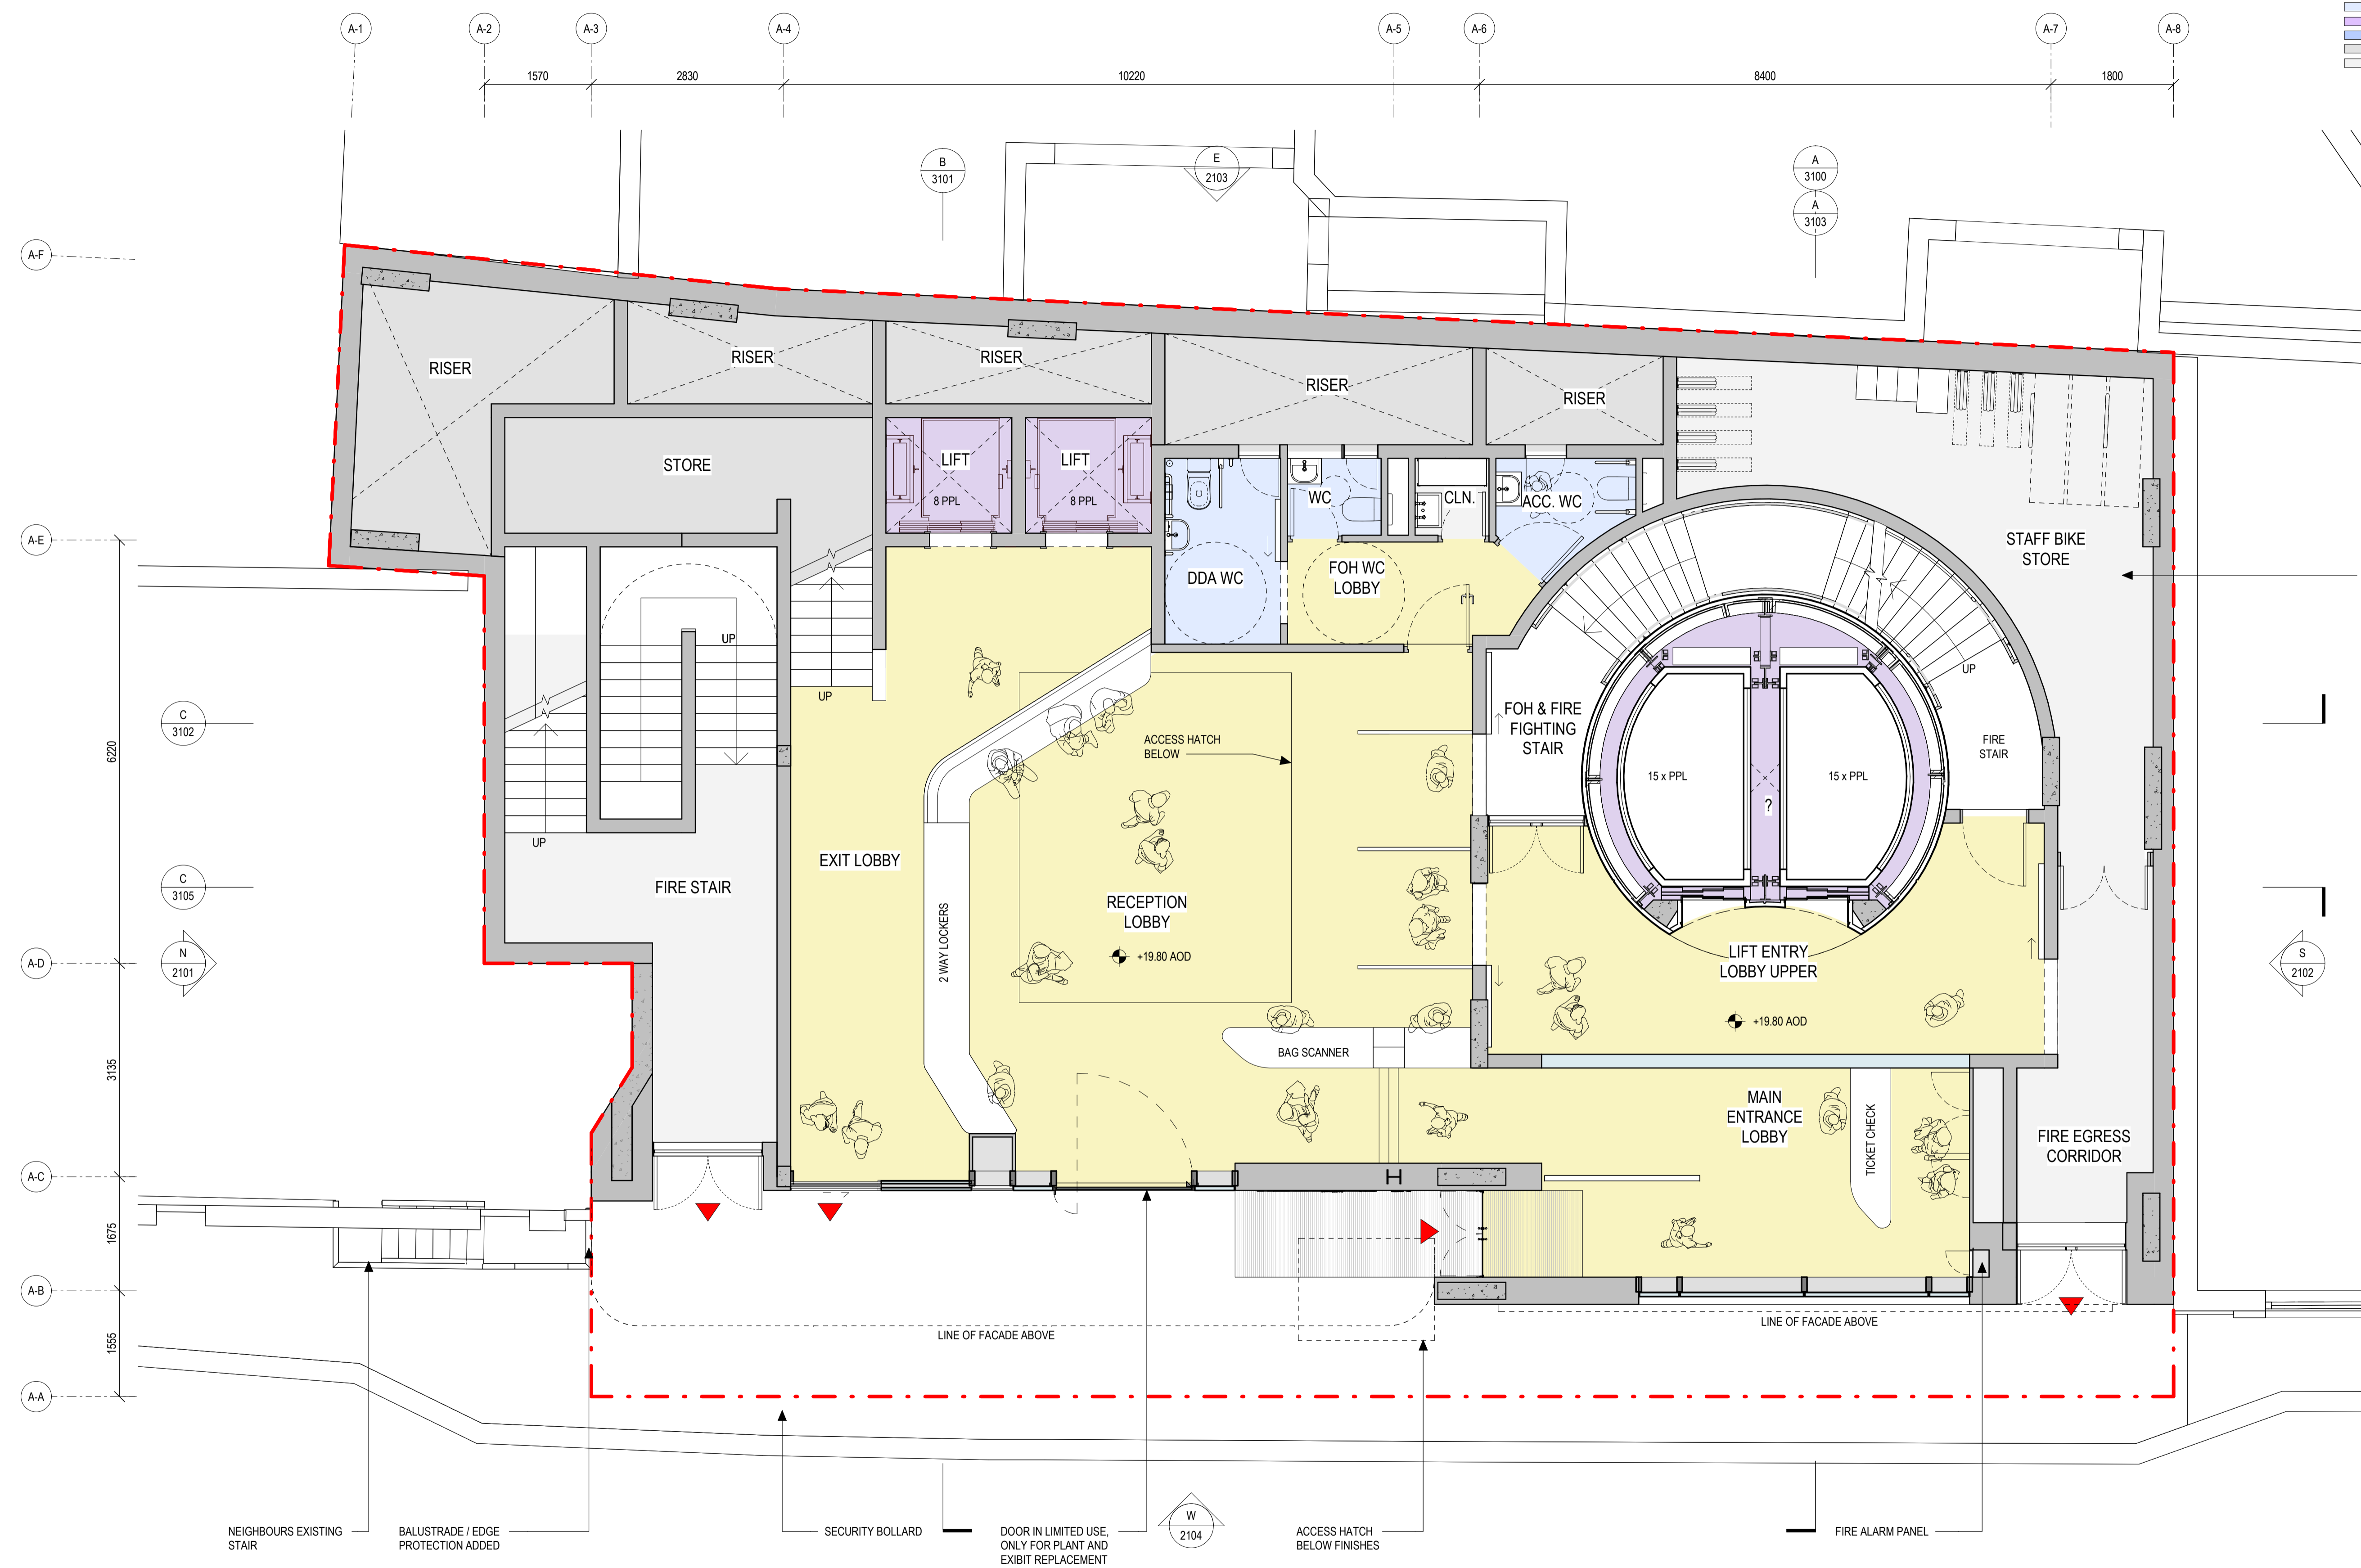 A-1
A-2
A-3
A-4
A-5
A-6
A-7
A-8
1570
2830
10220
8400
1800
B
3101
E
2103
A
3100
A
3103
A-F
RISER
RISER
RISER
RISER
RISER
STORE
LIFT
8 PPL
LIFT
8 PPL
WC
CLN.
ACC. WC
A-E
STAFF BIKE
STORE
DDA WC
FOH WC
LOBBY
UP
UP
UP
UP
C
3102
6220
FOH & FIRE
FIGHTING
STAIR
FIRE
STAIR
ACCESS HATCH
BELOW
15 x PPL
15 x PPL
?
UP
EXIT LOBBY
FIRE STAIR
C
3105
RECEPTION
LOBBY
2 WAY LOCKERS
+19.80 AOD
LIFT ENTRY
LOBBY UPPER
+19.80 AOD
A-D
N
2101
S
2102
BAG SCANNER
3135
MAIN
ENTRANCE
LOBBY
TICKET CHECK
FIRE EGRESS
CORRIDOR
A-C
1675
A-B
LINE OF FACADE ABOVE
LINE OF FACADE ABOVE
1555
A-A
NEIGHBOURS EXISTING
STAIR
BALUSTRADE / EDGE
PROTECTION ADDED
SECURITY BOLLARD
DOOR IN LIMITED USE,
ONLY FOR PLANT AND
EXIBIT REPLACEMENT
W
2104
ACCESS HATCH
BELOW FINISHES
FIRE ALARM PANEL